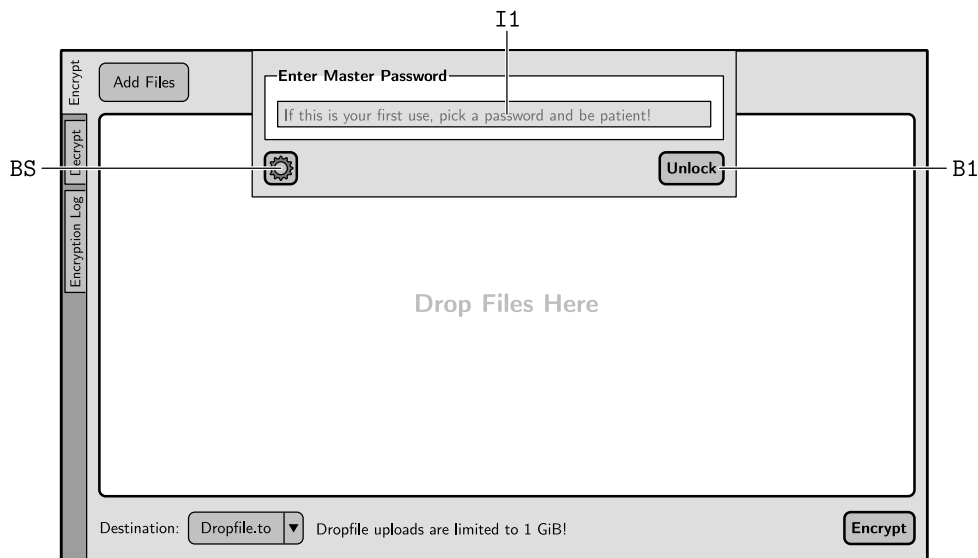 I1
Encrypt
Add Files
Enter Master Password
If this is your first use, pick a password and be patient!
Decrypt
BS
Unlock
B1
Encryption Log
Drop Files Here
Destination: Dropfile.to ▼ Dropfile uploads are limited to 1 GiB!
Encrypt